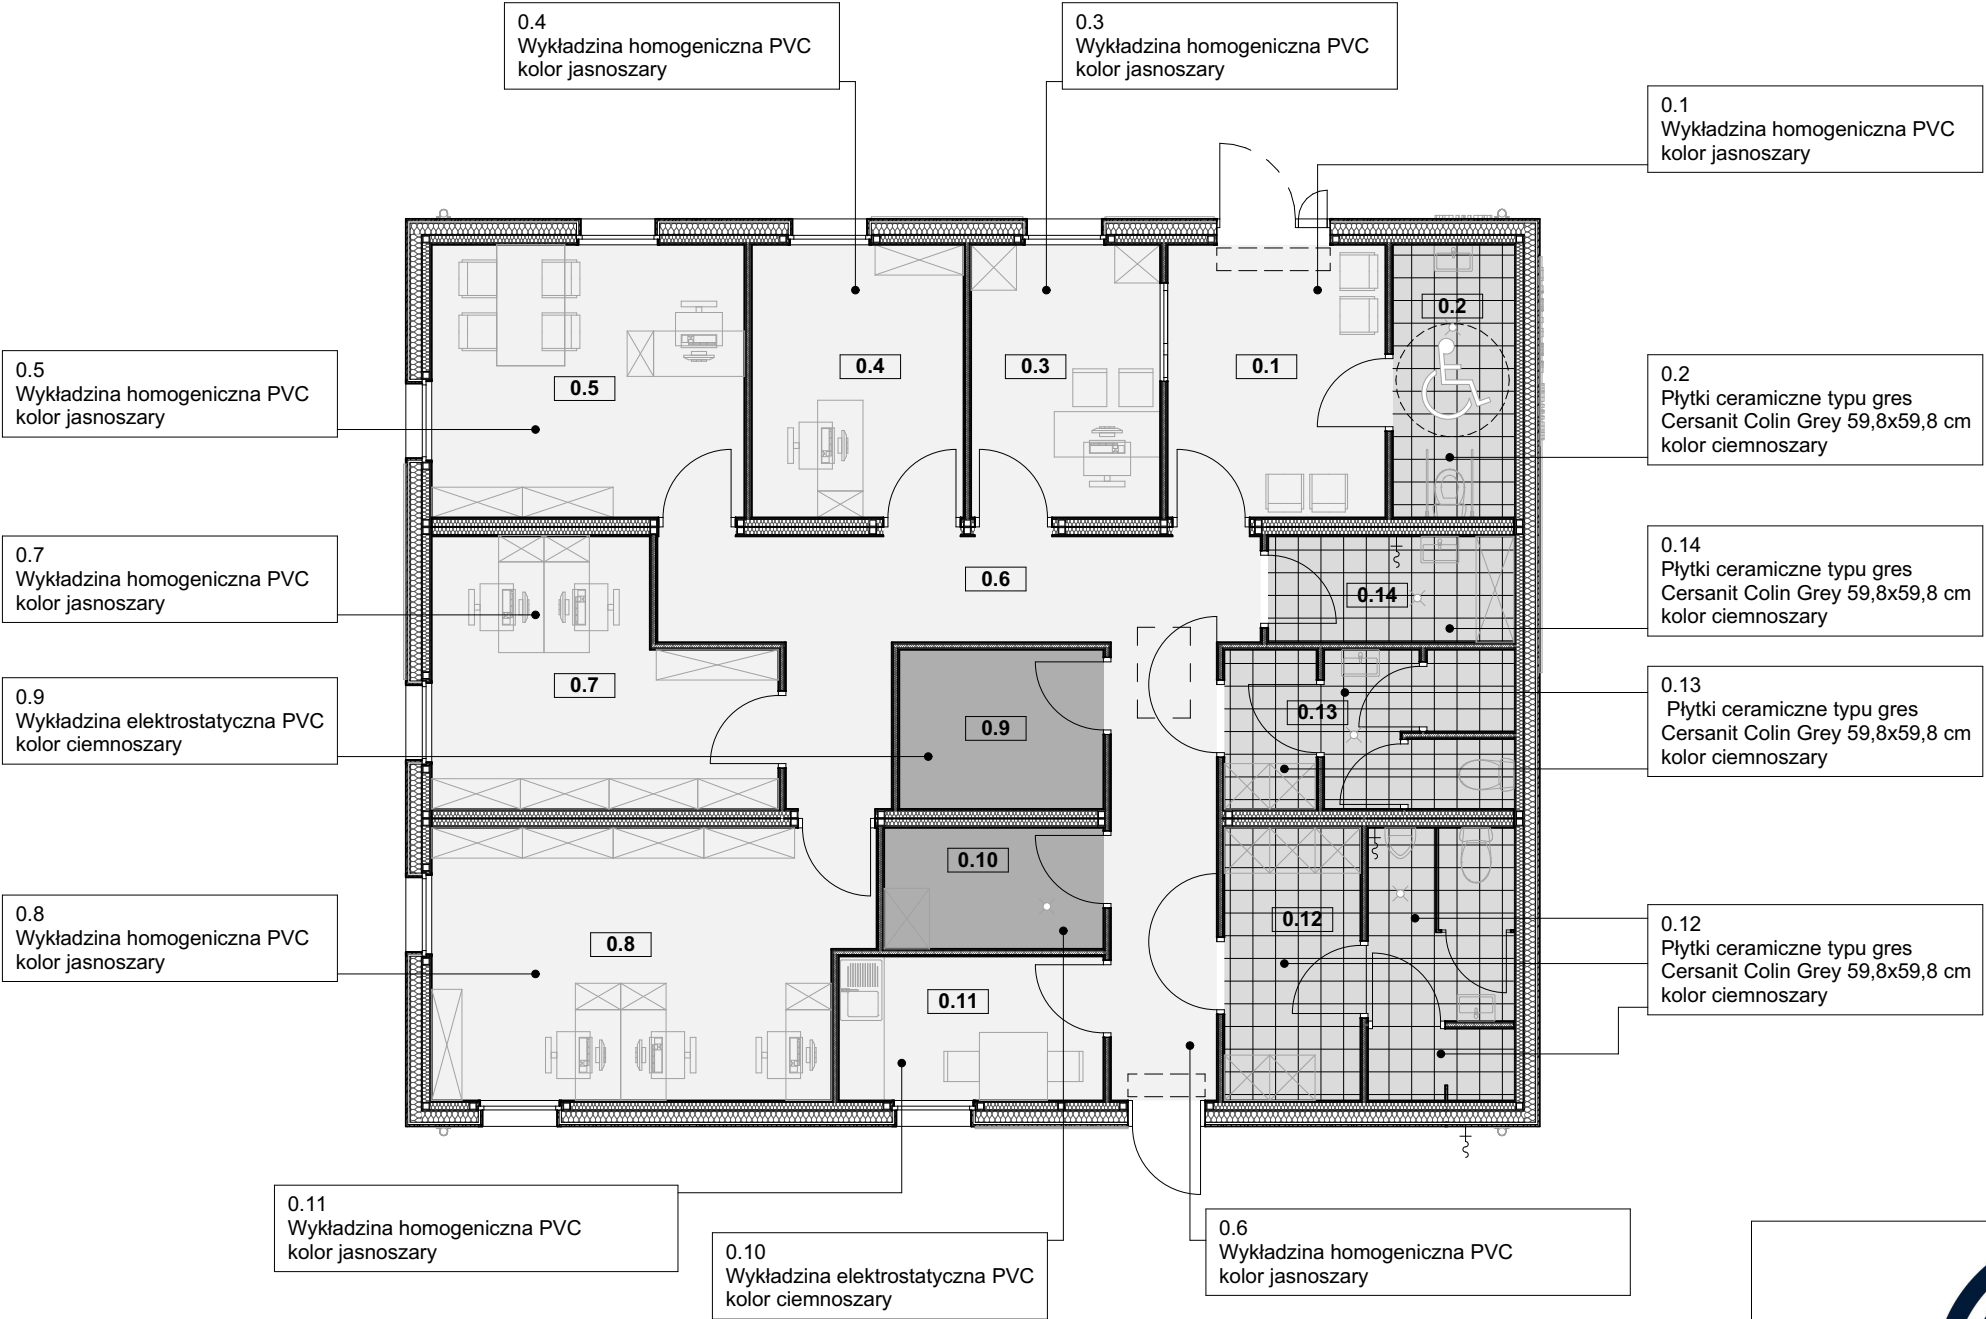 0.4
Wykładzina homogeniczna PVC
kolor jasnoszary
0.3
Wykładzina homogeniczna PVC
kolor jasnoszary
0.1
Wykładzina homogeniczna PVC
kolor jasnoszary
0.5
Wykładzina homogeniczna PVC
kolor jasnoszary
0.7
Wykładzina homogeniczna PVC
kolor jasnoszary
0.9
Wykładzina elektrostatyczna PVC
kolor ciemnoszary
0.8
Wykładzina homogeniczna PVC
kolor jasnoszary
0.5
0.4
0.3
0.1
0.2
0.6
0.14
0.7
0.9
0.13
0.10
0.12
0.8
0.11
0.2
Płytki ceramiczne typu gres
Cersanit Colin Grey 59,8x59,8 cm
kolor ciemnoszary
0.14
Płytki ceramiczne typu gres
Cersanit Colin Grey 59,8x59,8 cm
kolor ciemnoszary
0.13
Płytki ceramiczne typu gres
Cersanit Colin Grey 59,8x59,8 cm
kolor ciemnoszary
0.12
Płytki ceramiczne typu gres
Cersanit Colin Grey 59,8x59,8 cm
kolor ciemnoszary
0.11
Wykładzina homogeniczna PVC
kolor jasnoszary
0.10
Wykładzina elektrostatyczna PVC
kolor ciemnoszary
0.6
Wykładzina homogeniczna PVC
kolor jasnoszary